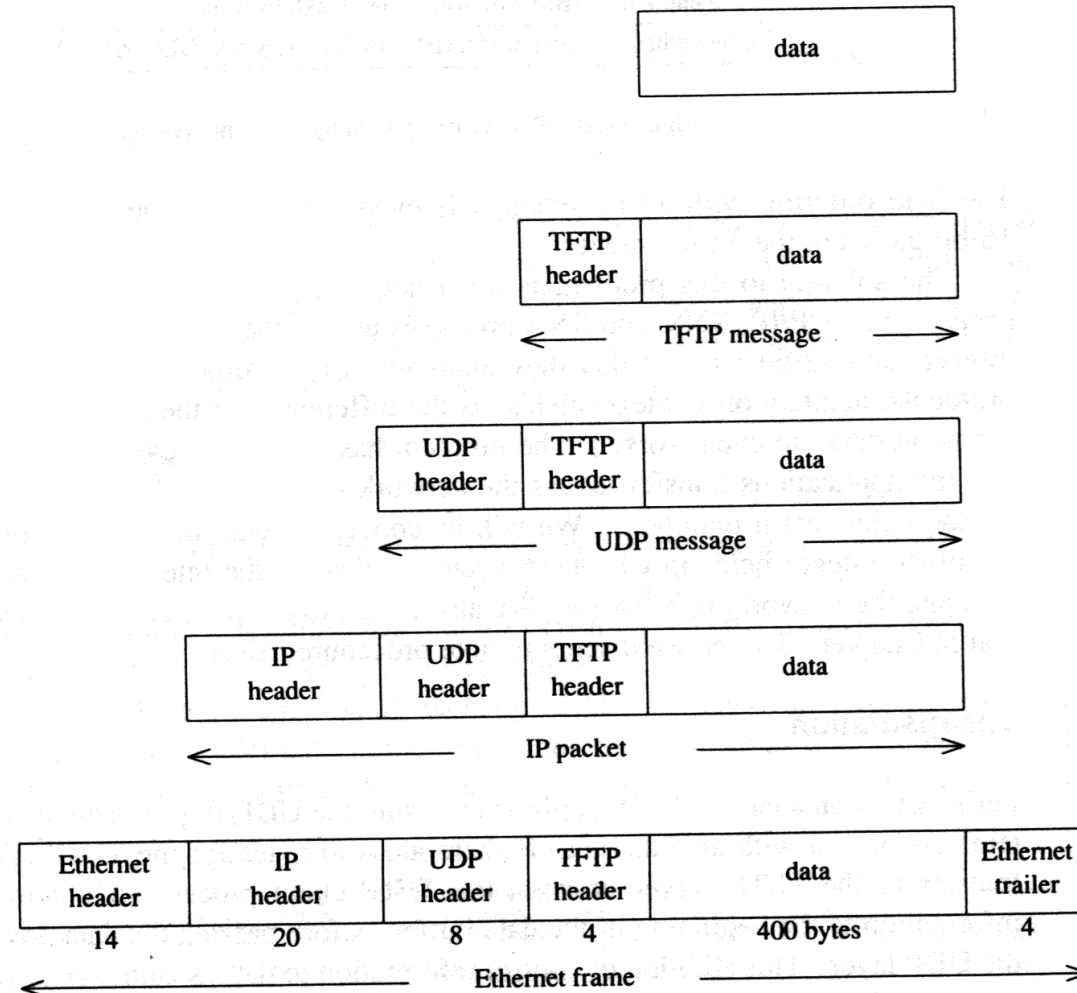 data
TFTP header
data
TFTP message
UDP header
TFTP header
data
UDP message
IP header
UDP header
TFTP header
data
IP packet
Ethernet header
IP header
UDP header
TFTP header
data
Ethernet trailer
14
20
8
4
400 bytes
4
Ethernet frame